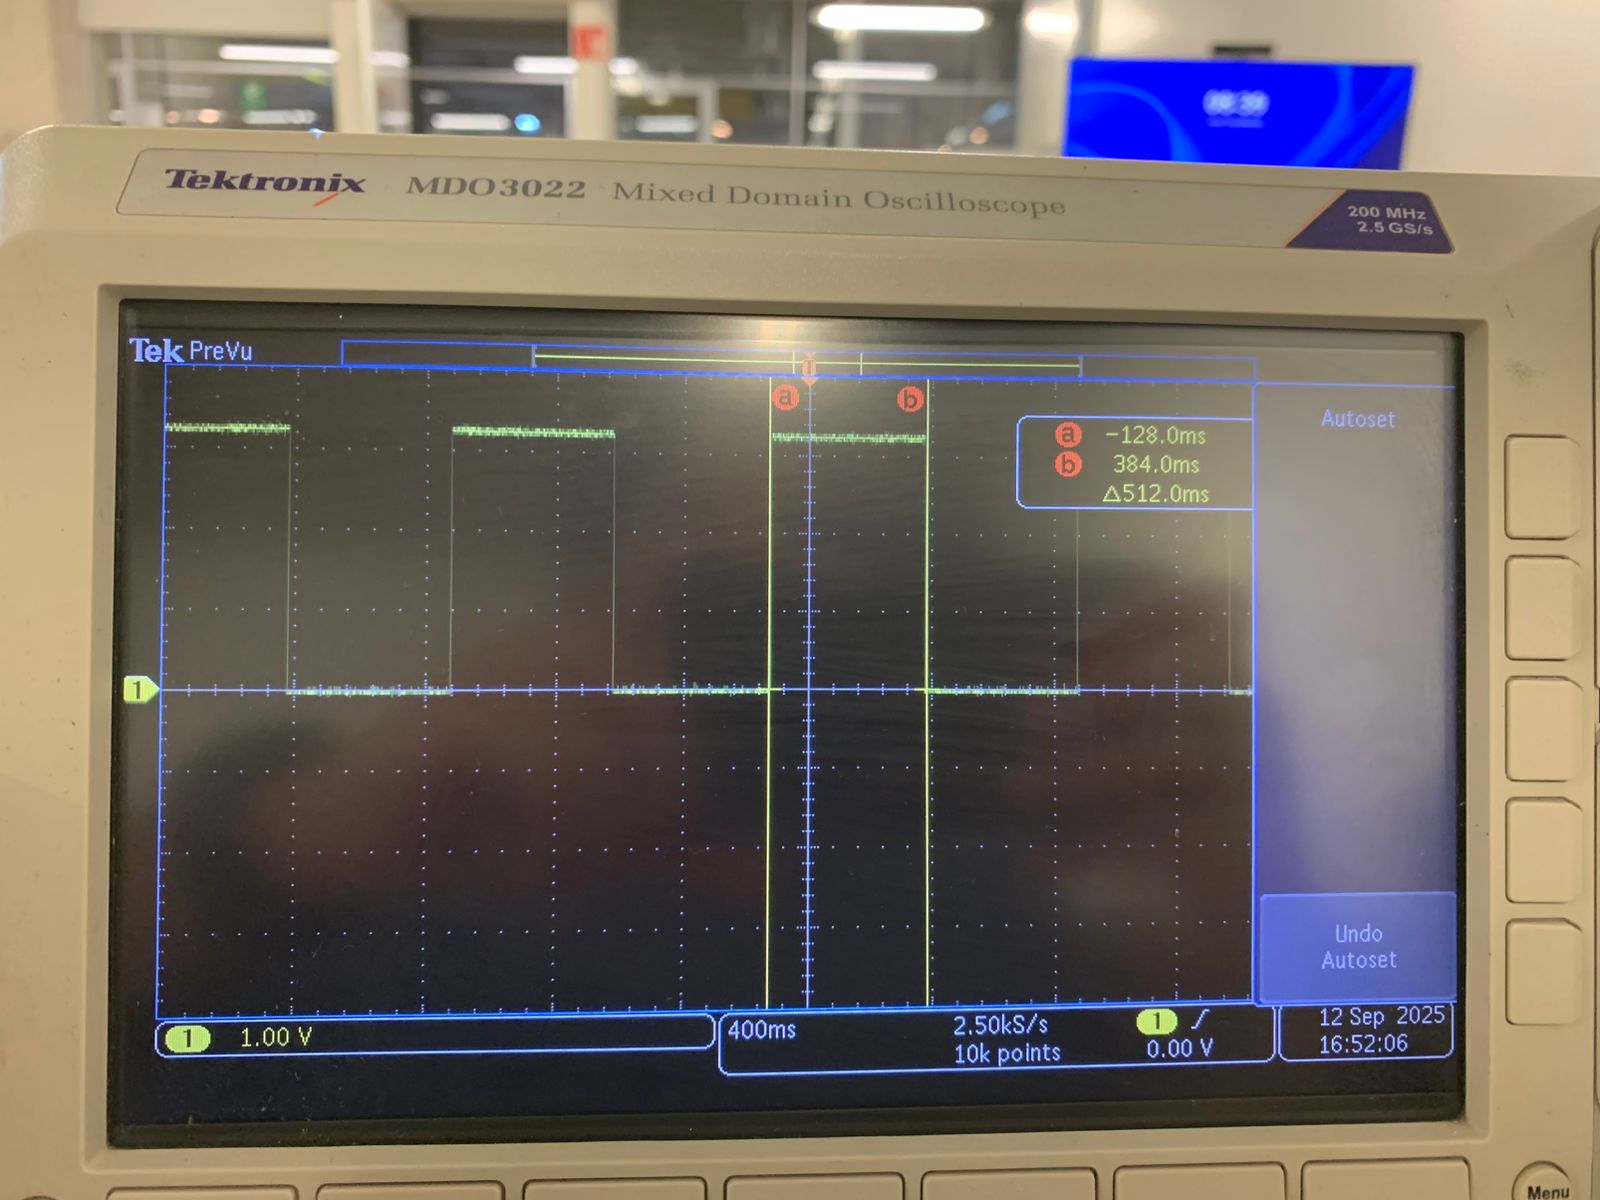 Tektronix MDO3022 Mixed Domain Oscilloscope
200 MHz
2.5 GS/s
Tek PreVu
a
b
a -128.0ms
b 384.0ms
Δ512.0ms
Autoset
1
Undo
Autoset
1 1.00 V
400ms
2.50kS/s
10k points
1
0.00 V
12 Sep 2025
16:52:06
Menu